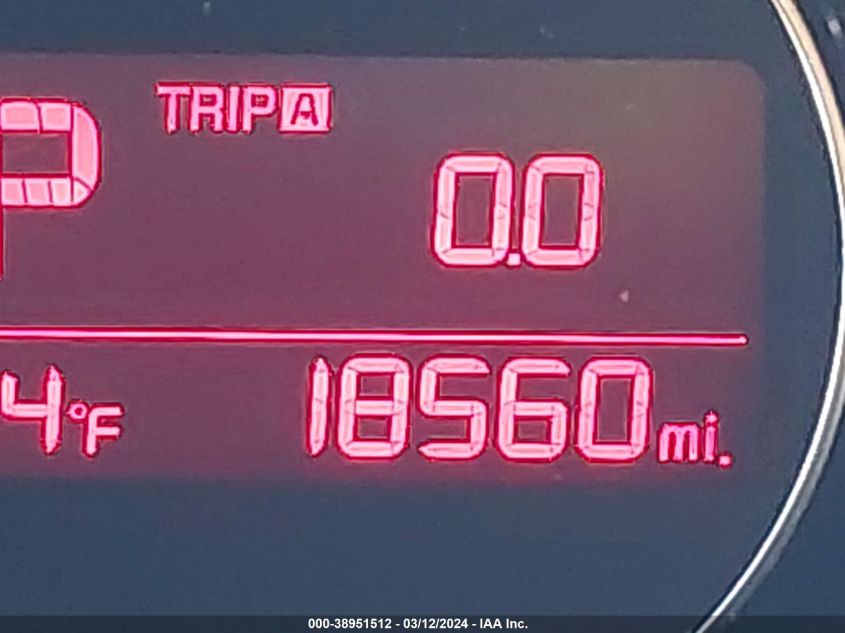 TRIP A
P
0.0
4°F 18560 mi.
000-38951512 - 03/12/2024 - IAA Inc.